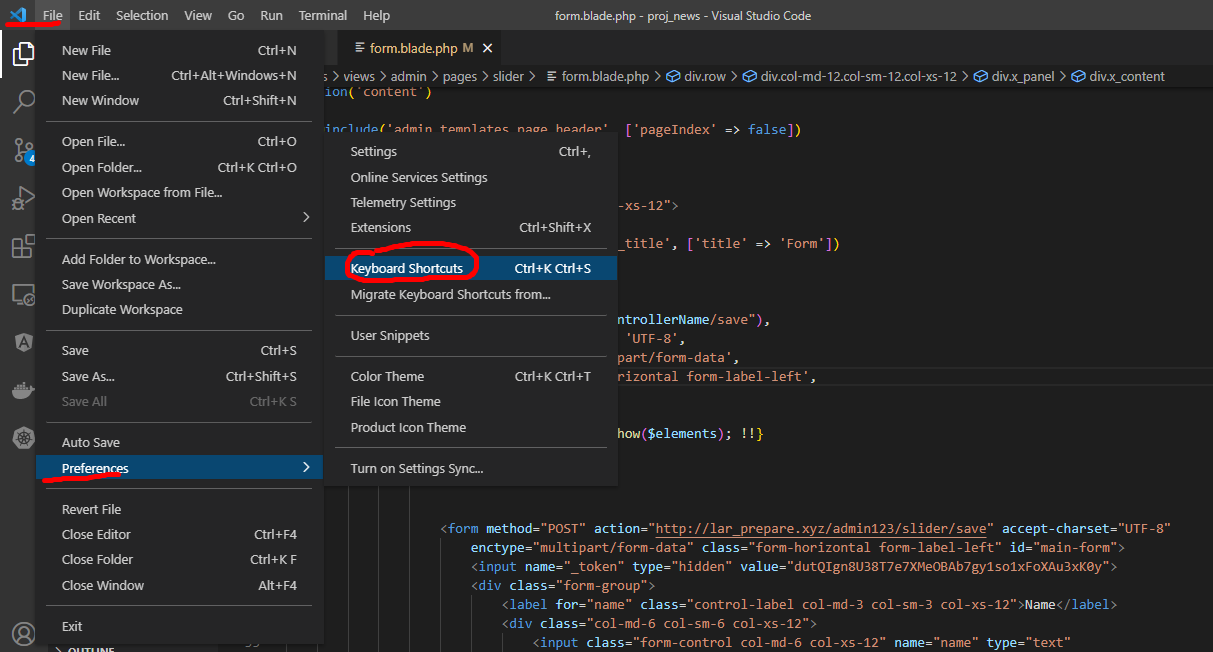 File Edit Selection View Go Run Terminal Help form.blade.php - proj_news - Visual Studio Code
form.blade.php M
views > admin > pages > slider > form.blade.php > div.row > div.col-md-12.col-sm-12.col-xs-12 > div.x_panel > div.x_content
New File Ctrl+N
New File... Ctrl+Alt+Windows+N
New Window Ctrl+Shift+N
Open File... Ctrl+O
Open Folder... Ctrl+K Ctrl+O
Open Workspace from File...
Open Recent
Add Folder to Workspace...
Save Workspace As...
Duplicate Workspace
Save Ctrl+S
Save As... Ctrl+Shift+S
Save All Ctrl+K S
Auto Save
Preferences
Revert File
Close Editor Ctrl+F4
Close Folder Ctrl+K F
Close Window Alt+F4
Exit
OUTLINE
4
Settings Ctrl+,
Online Services Settings
Telemetry Settings
Extensions Ctrl+Shift+X
Keyboard Shortcuts Ctrl+K Ctrl+S
Migrate Keyboard Shortcuts from...
User Snippets
Color Theme Ctrl+K Ctrl+T
File Icon Theme
Product Icon Theme
Turn on Settings Sync...
ion('content')
include('admin.templates.page_header', ['pageIndex' => false])
-xs-12">
_title', ['title' => 'Form'])
ntrollerName/save"),
'UTF-8',
part/form-data',
rizontal form-label-left',
how($elements); !!}
<form method="POST" action="http://lar_prepare.xyz/admin123/slider/save" accept-charset="UTF-8"
enctype="multipart/form-data" class="form-horizontal form-label-left" id="main-form">
<input name="_token" type="hidden" value="dutQIgn8U38T7e7XMeOBAb7gy1so1xFoXAu3xK0y">
<div class="form-group">
<label for="name" class="control-label col-md-3 col-sm-3 col-xs-12">Name</label>
<div class="col-md-6 col-sm-6 col-xs-12">
<input class="form-control col-md-6 col-xs-12" name="name" type="text"